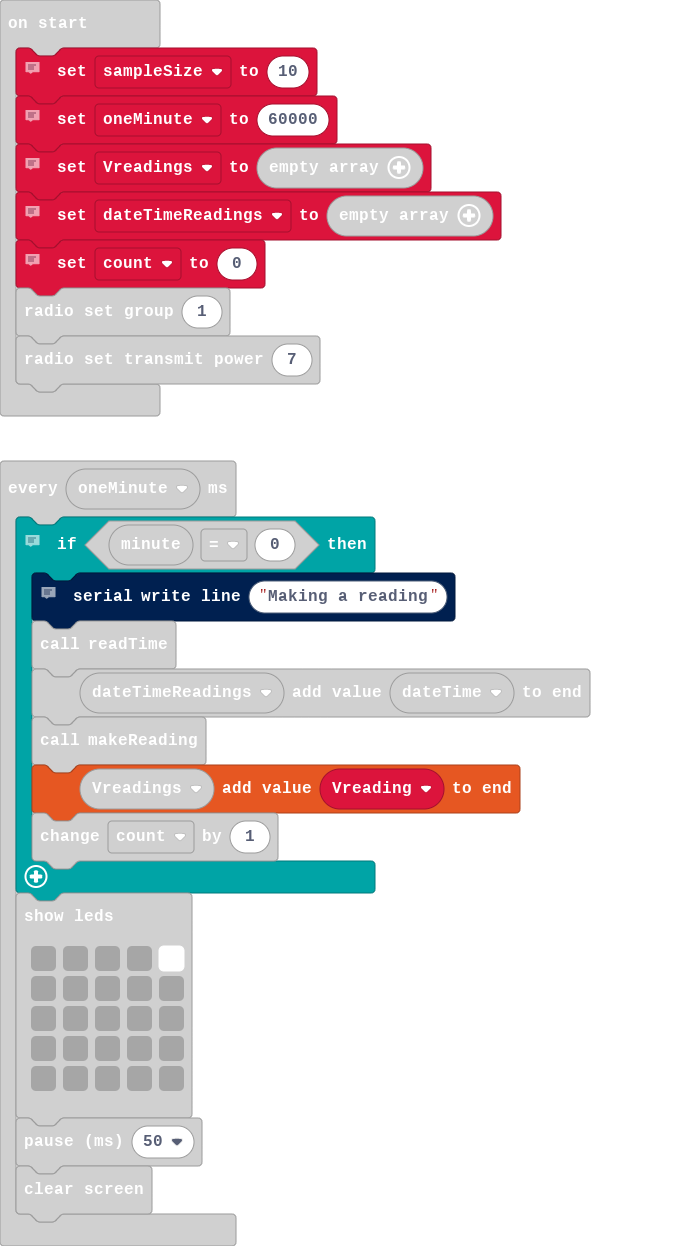 on start
set sampleSize to 10
set oneMinute to 60000
set Vreadings to empty array
set dateTimeReadings to empty array
set count to 0
radio set group 1
radio set transmit power 7
every oneMinute ms
if minute = 0 then
serial write line "Making a reading"
call readTime
dateTimeReadings add value dateTime to end
call makeReading
Vreadings add value Vreading to end
change count by 1
show leds
pause (ms) 50
clear screen